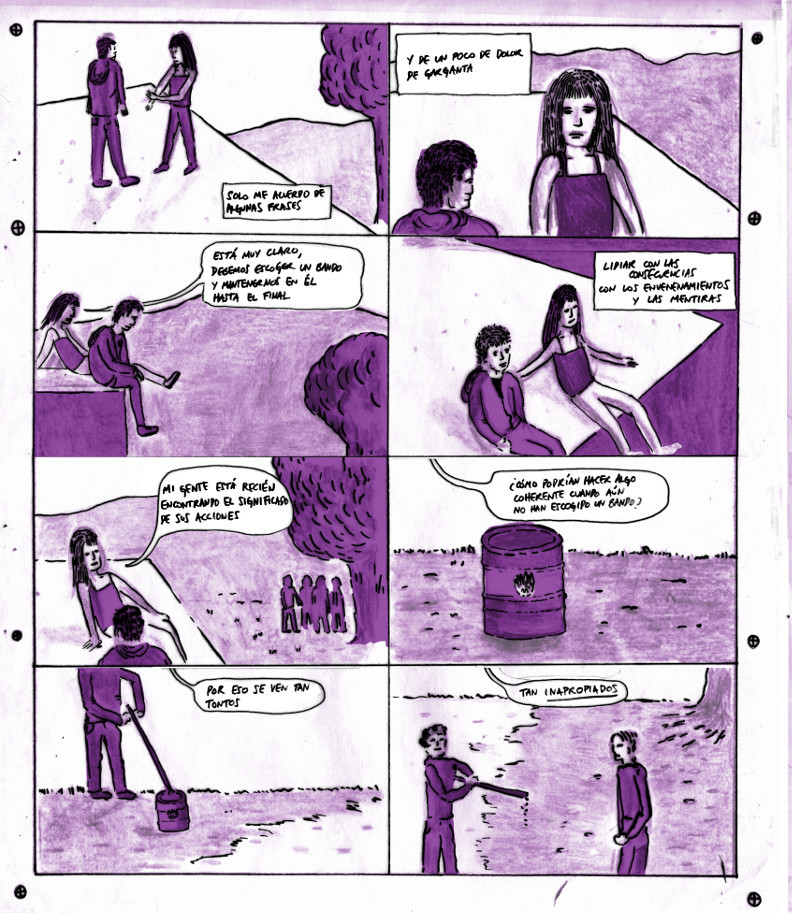 SOLO ME ACUERDO DE
ALGUNAS FRASES
Y DE UN POCO DE DOLOR
DE GARGANTA
ESTÁ MUY CLARO,
DEBEMOS ESCOGER UN BANDO
Y MANTENERNOS EN ÉL
HASTA EL FINAL
LIDIAR CON LAS
CONSECUENCIAS
CON LOS ENVENENAMIENTOS
Y LAS MENTIRAS
MI GENTE ESTÁ RECIÉN
ENCONTRANDO EL SIGNIFICADO
DE SUS ACCIONES
¿CÓMO PODRÍAN HACER ALGO
COHERENTE CUANDO AÚN
NO HAN ESCOGIDO UN BANDO?
POR ESO SE VEN TAN
TONTOS
TAN INAPROPIADOS